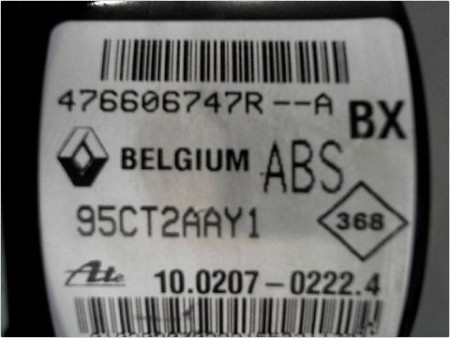 476606747R--A BX
BELGIUM ABS
95CT2AAY1 368
Ate 10.0207-0222.4